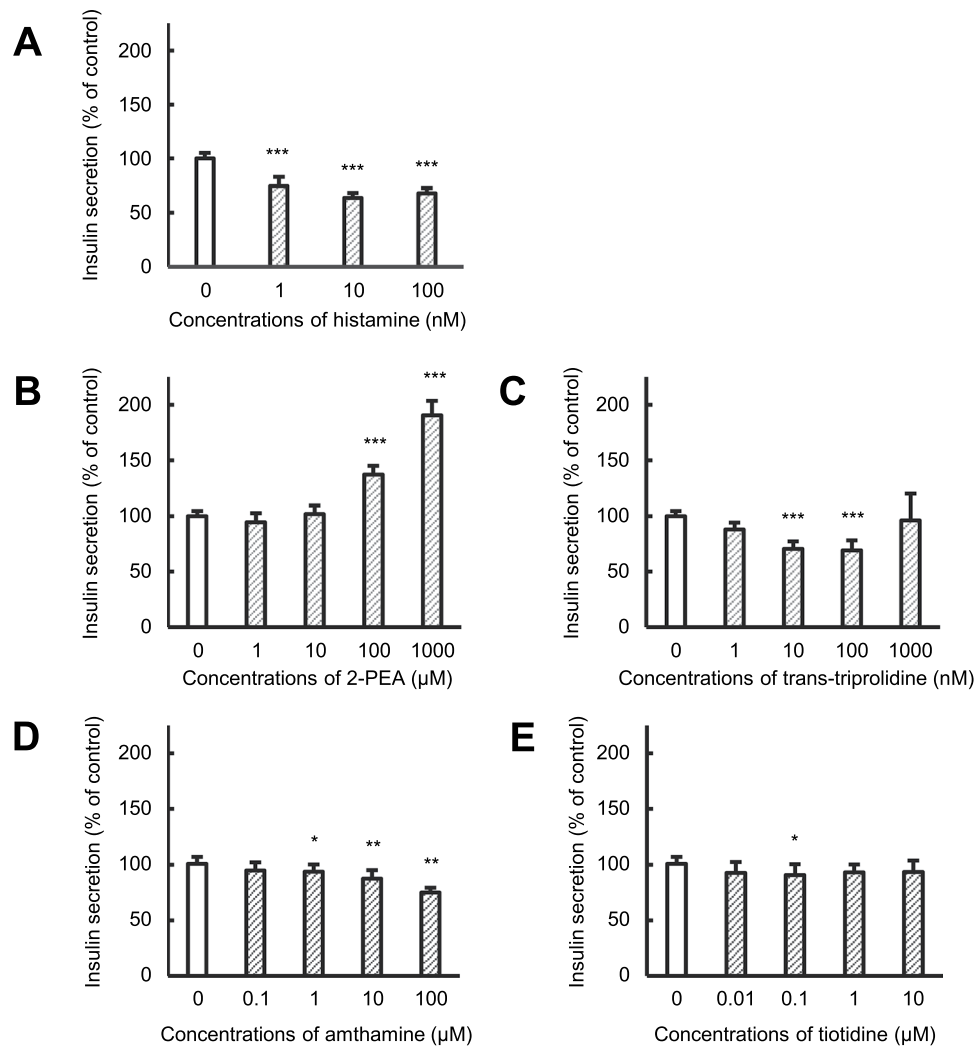 A
Insulin secretion (% of control)
200
150
100
50
0
***
***
***
0 1 10 100
Concentrations of histamine (nM)
B
Insulin secretion (% of control)
200
150
100
50
0
***
***
0 1 10 100 1000
Concentrations of 2-PEA (µM)
C
Insulin secretion (% of control)
200
150
100
50
0
***
***
0 1 10 100 1000
Concentrations of trans-triprolidine (nM)
D
Insulin secretion (% of control)
200
150
100
50
0
*
**
**
0 0.1 1 10 100
Concentrations of amthamine (µM)
E
Insulin secretion (% of control)
200
150
100
50
0
*
0 0.01 0.1 1 10
Concentrations of tiotidine (µM)